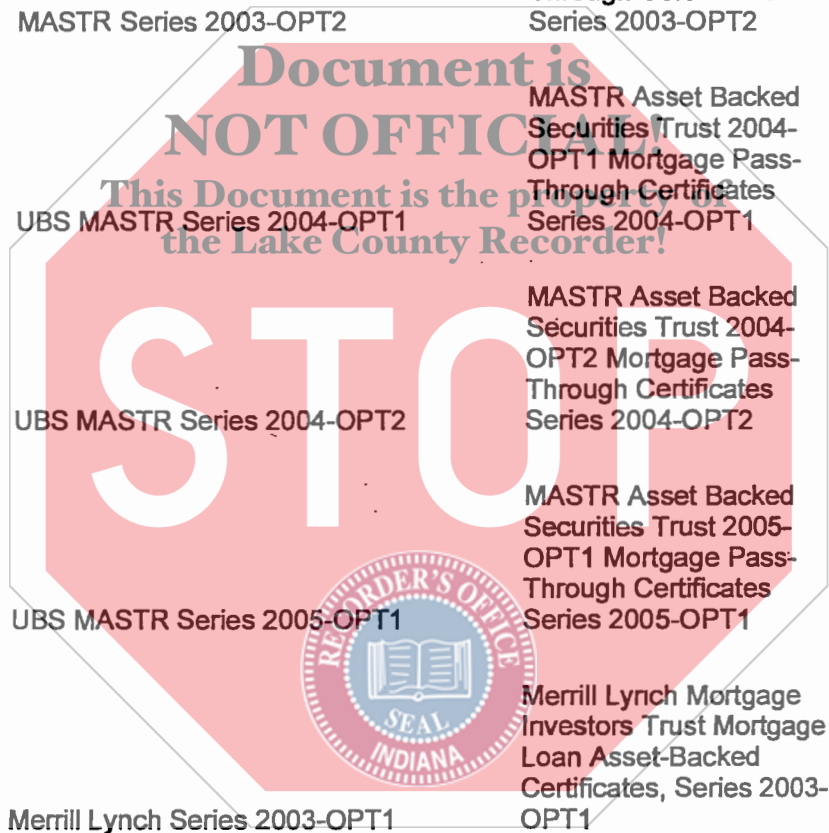 MASTR Series 2003-OPT2
Series 2003-OPT2
Document is
NOT OFFICIAL!
This Document is the property of
the Lake County Recorder!
MASTR Asset Backed
Securities Trust 2004-
OPT1 Mortgage Pass-
Through Certificates
UBS MASTR Series 2004-OPT1
Series 2004-OPT1
STOP
MASTR Asset Backed
Securities Trust 2004-
OPT2 Mortgage Pass-
Through Certificates
UBS MASTR Series 2004-OPT2
Series 2004-OPT2
MASTR Asset Backed
Securities Trust 2005-
OPT1 Mortgage Pass-
Through Certificates
UBS MASTR Series 2005-OPT1
Series 2005-OPT1
RECORDER'S OFFICE
SEAL
INDIANA
Merrill Lynch Mortgage
Investors Trust Mortgage
Loan Asset-Backed
Certificates, Series 2003-
Merrill Lynch Series 2003-OPT1
OPT1